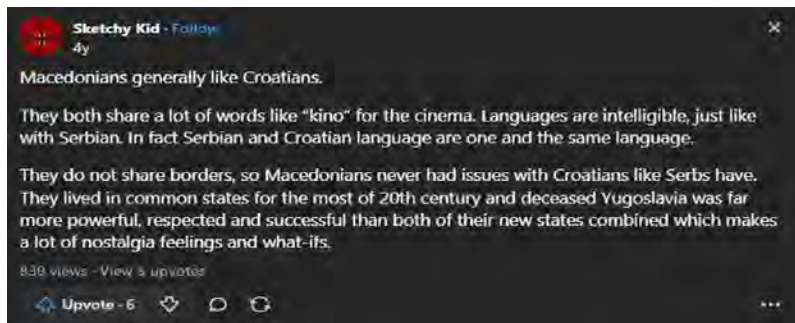 Sketchy Kid · Follow
4y
Macedonians generally like Croatians.
They both share a lot of words like "kino" for the cinema. Languages are intelligible, just like
with Serbian. In fact Serbian and Croatian language are one and the same language.
They do not share borders, so Macedonians never had issues with Croatians like Serbs have.
They lived in common states for the most of 20th century and deceased Yugoslavia was far
more powerful, respected and successful than both of their new states combined which makes
a lot of nostalgia feelings and what-ifs.
views · View 5 upvotes
Upvote · 6